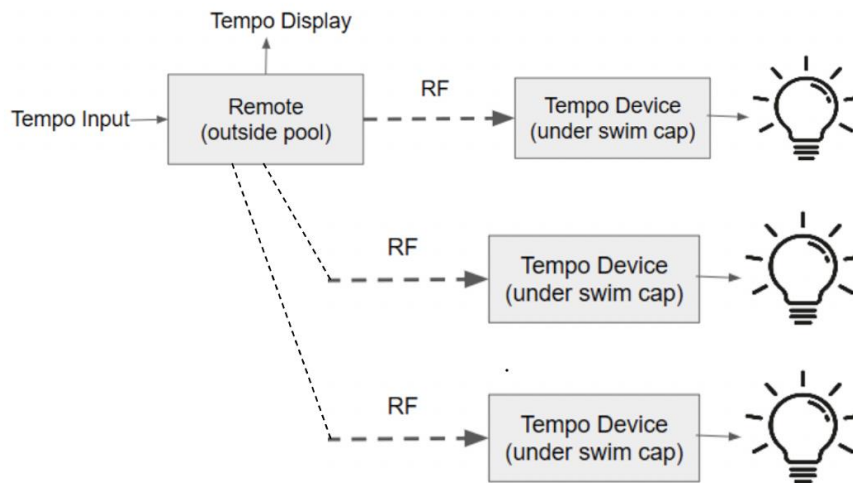 Tempo Display
Tempo Input
Remote
(outside pool)
RF
Tempo Device
(under swim cap)
RF
Tempo Device
(under swim cap)
RF
Tempo Device
(under swim cap)